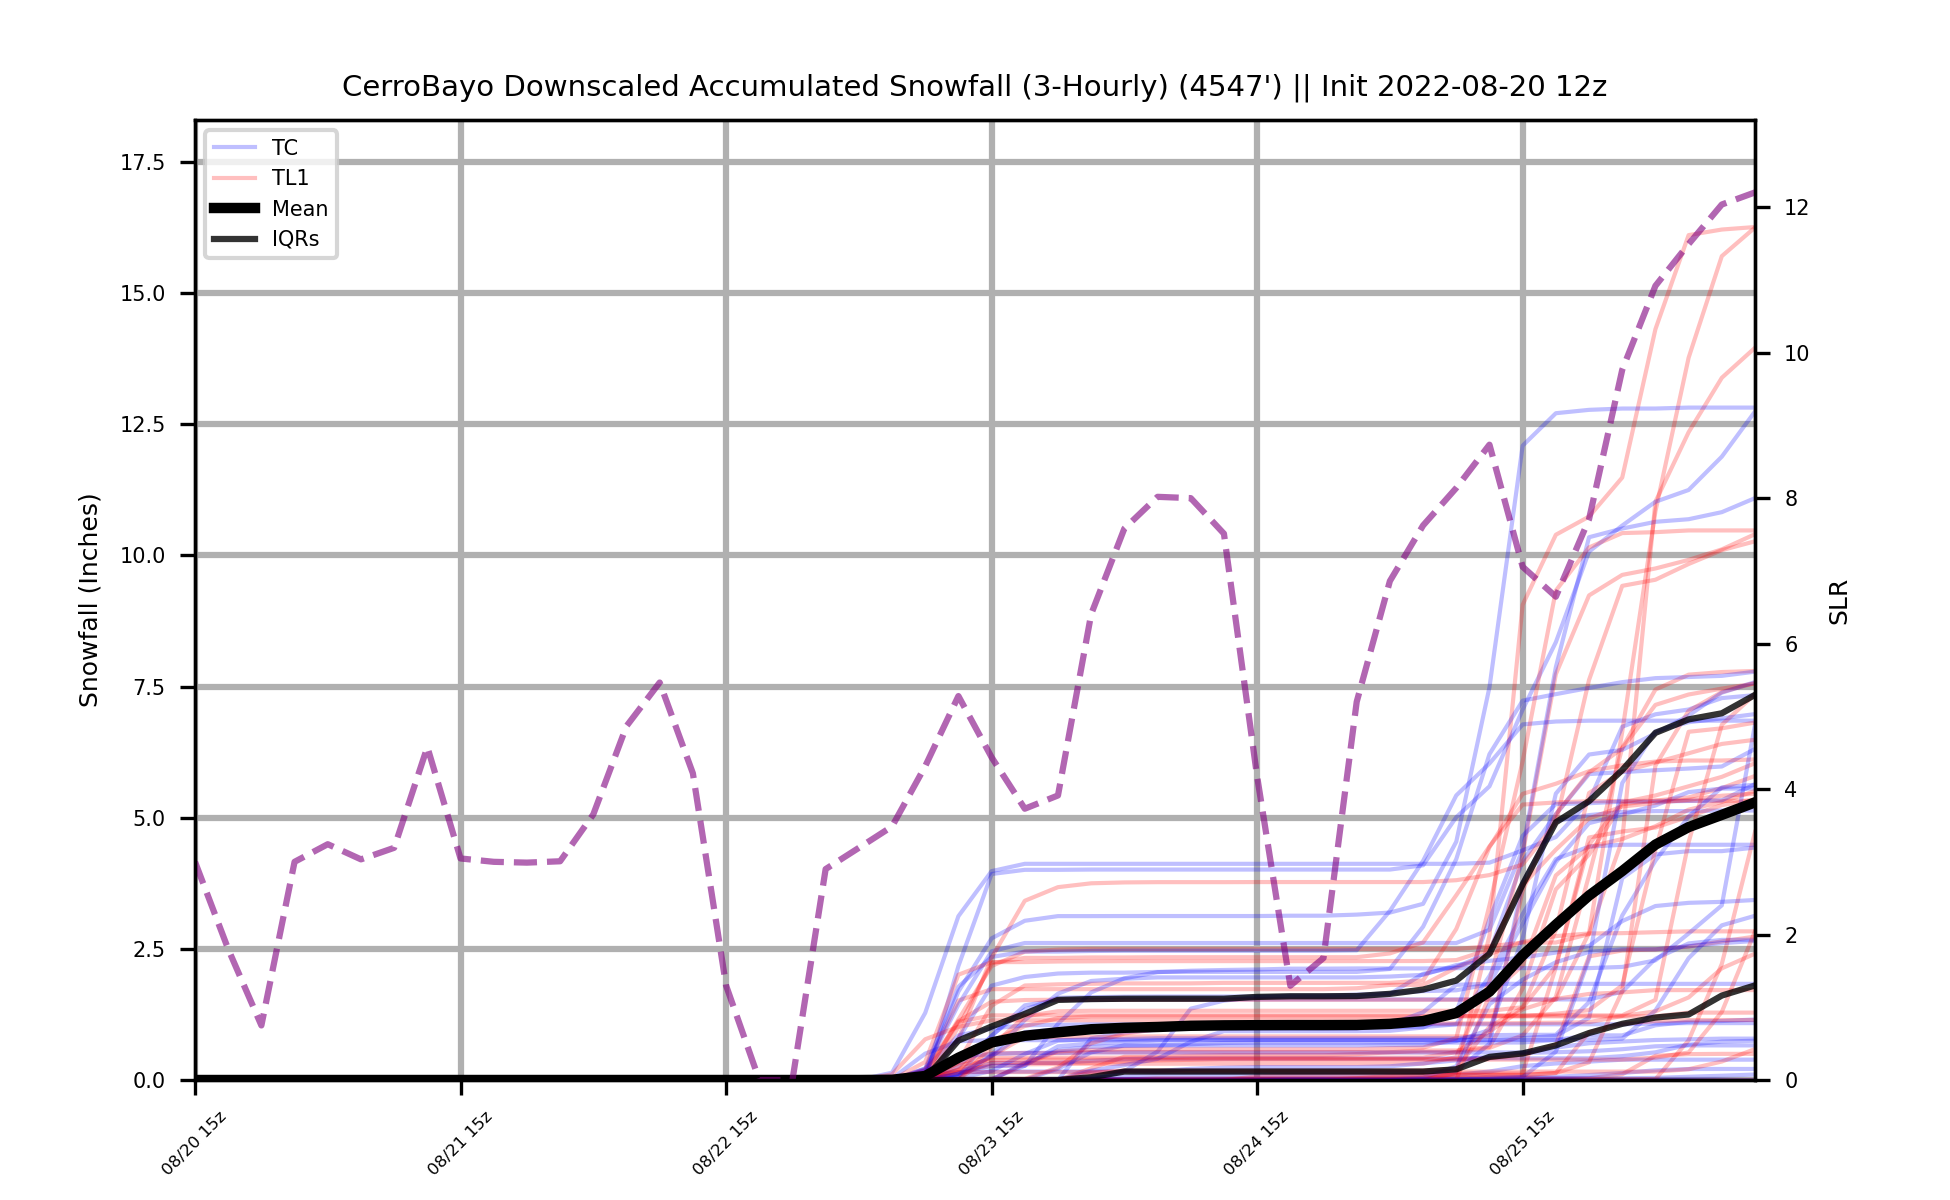 CerroBayo Downscaled Accumulated Snowfall (3-Hourly) (4547') || Init 2022-08-20 12z
TC
TL1
Mean
IQRs
17.5
15.0
12.5
10.0
7.5
5.0
2.5
0.0
Snowfall (Inches)
12
10
8
6
4
2
0
SLR
08/20 15z
08/21 15z
08/22 15z
08/23 15z
08/24 15z
08/25 15z